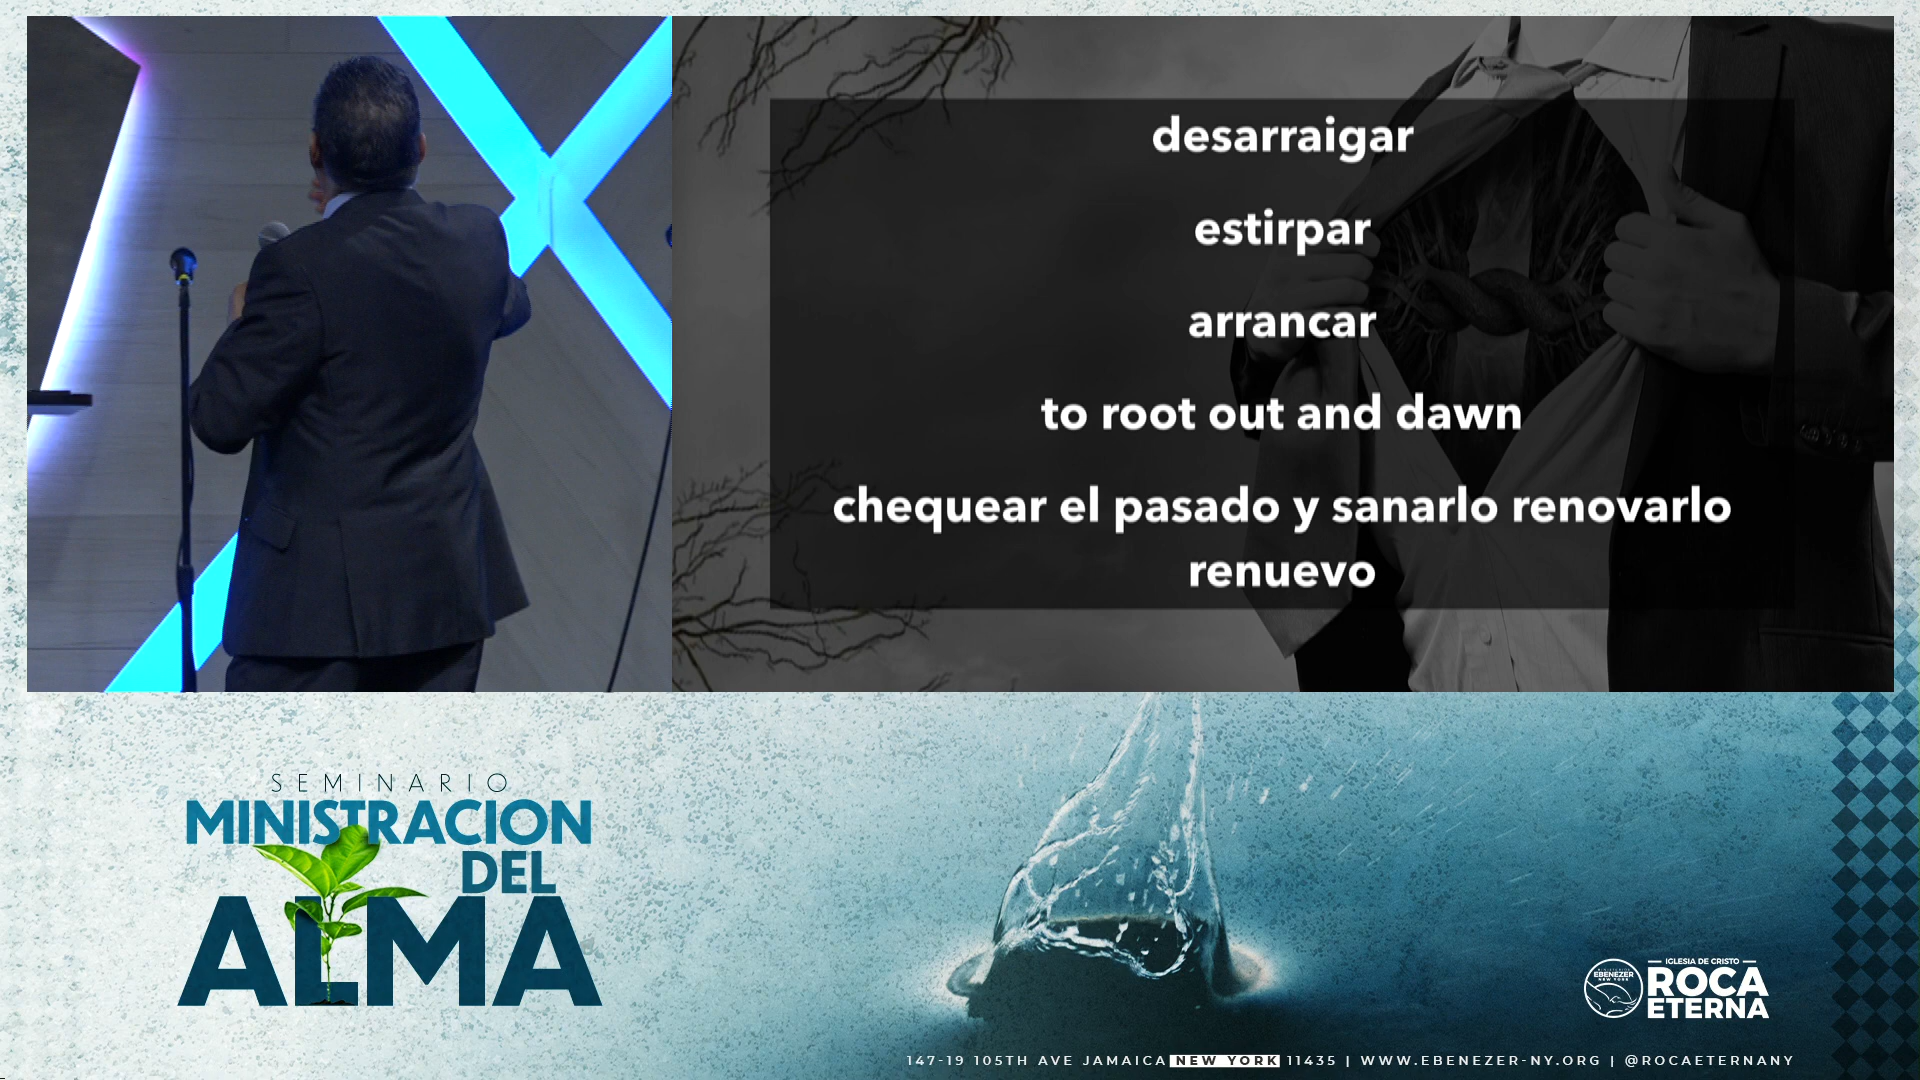 desarraigar
estirpar
arrancar
to root out and dawn
chequear el pasado y sanarlo renovarlo
renuevo
SEMINARIO
MINISTRACION
DEL
ALMA
IGLESIA DE CRISTO
EBENEZER
ROCA
ETERNA
147-19 105TH AVE JAMAICA NEW YORK 11435 | WWW.EBENEZER-NY.ORG | @ROCAETERNANY